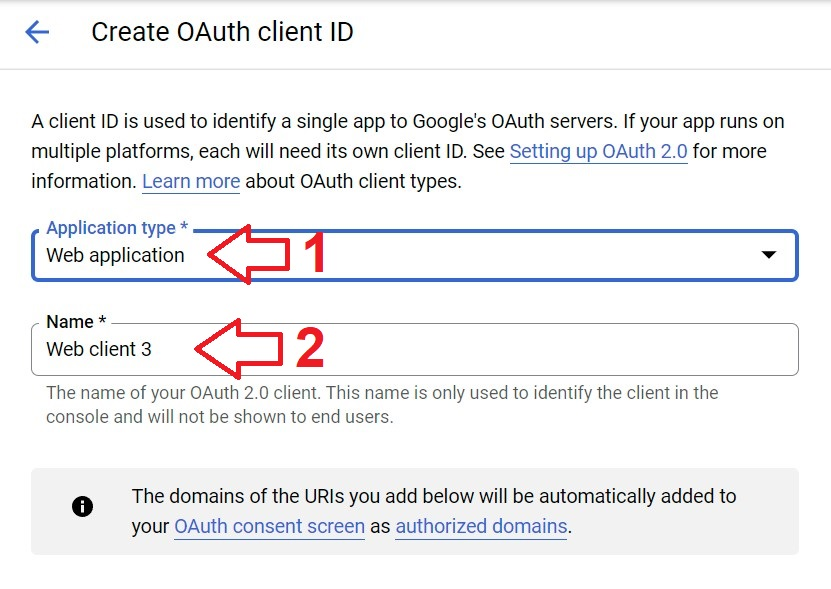 Create OAuth client ID
A client ID is used to identify a single app to Google's OAuth servers. If your app runs on
multiple platforms, each will need its own client ID. See Setting up OAuth 2.0 for more
information. Learn more about OAuth client types.
Application type *
Web application 1
Name *
Web client 3 2
The name of your OAuth 2.0 client. This name is only used to identify the client in the
console and will not be shown to end users.
The domains of the URIs you add below will be automatically added to
your OAuth consent screen as authorized domains.